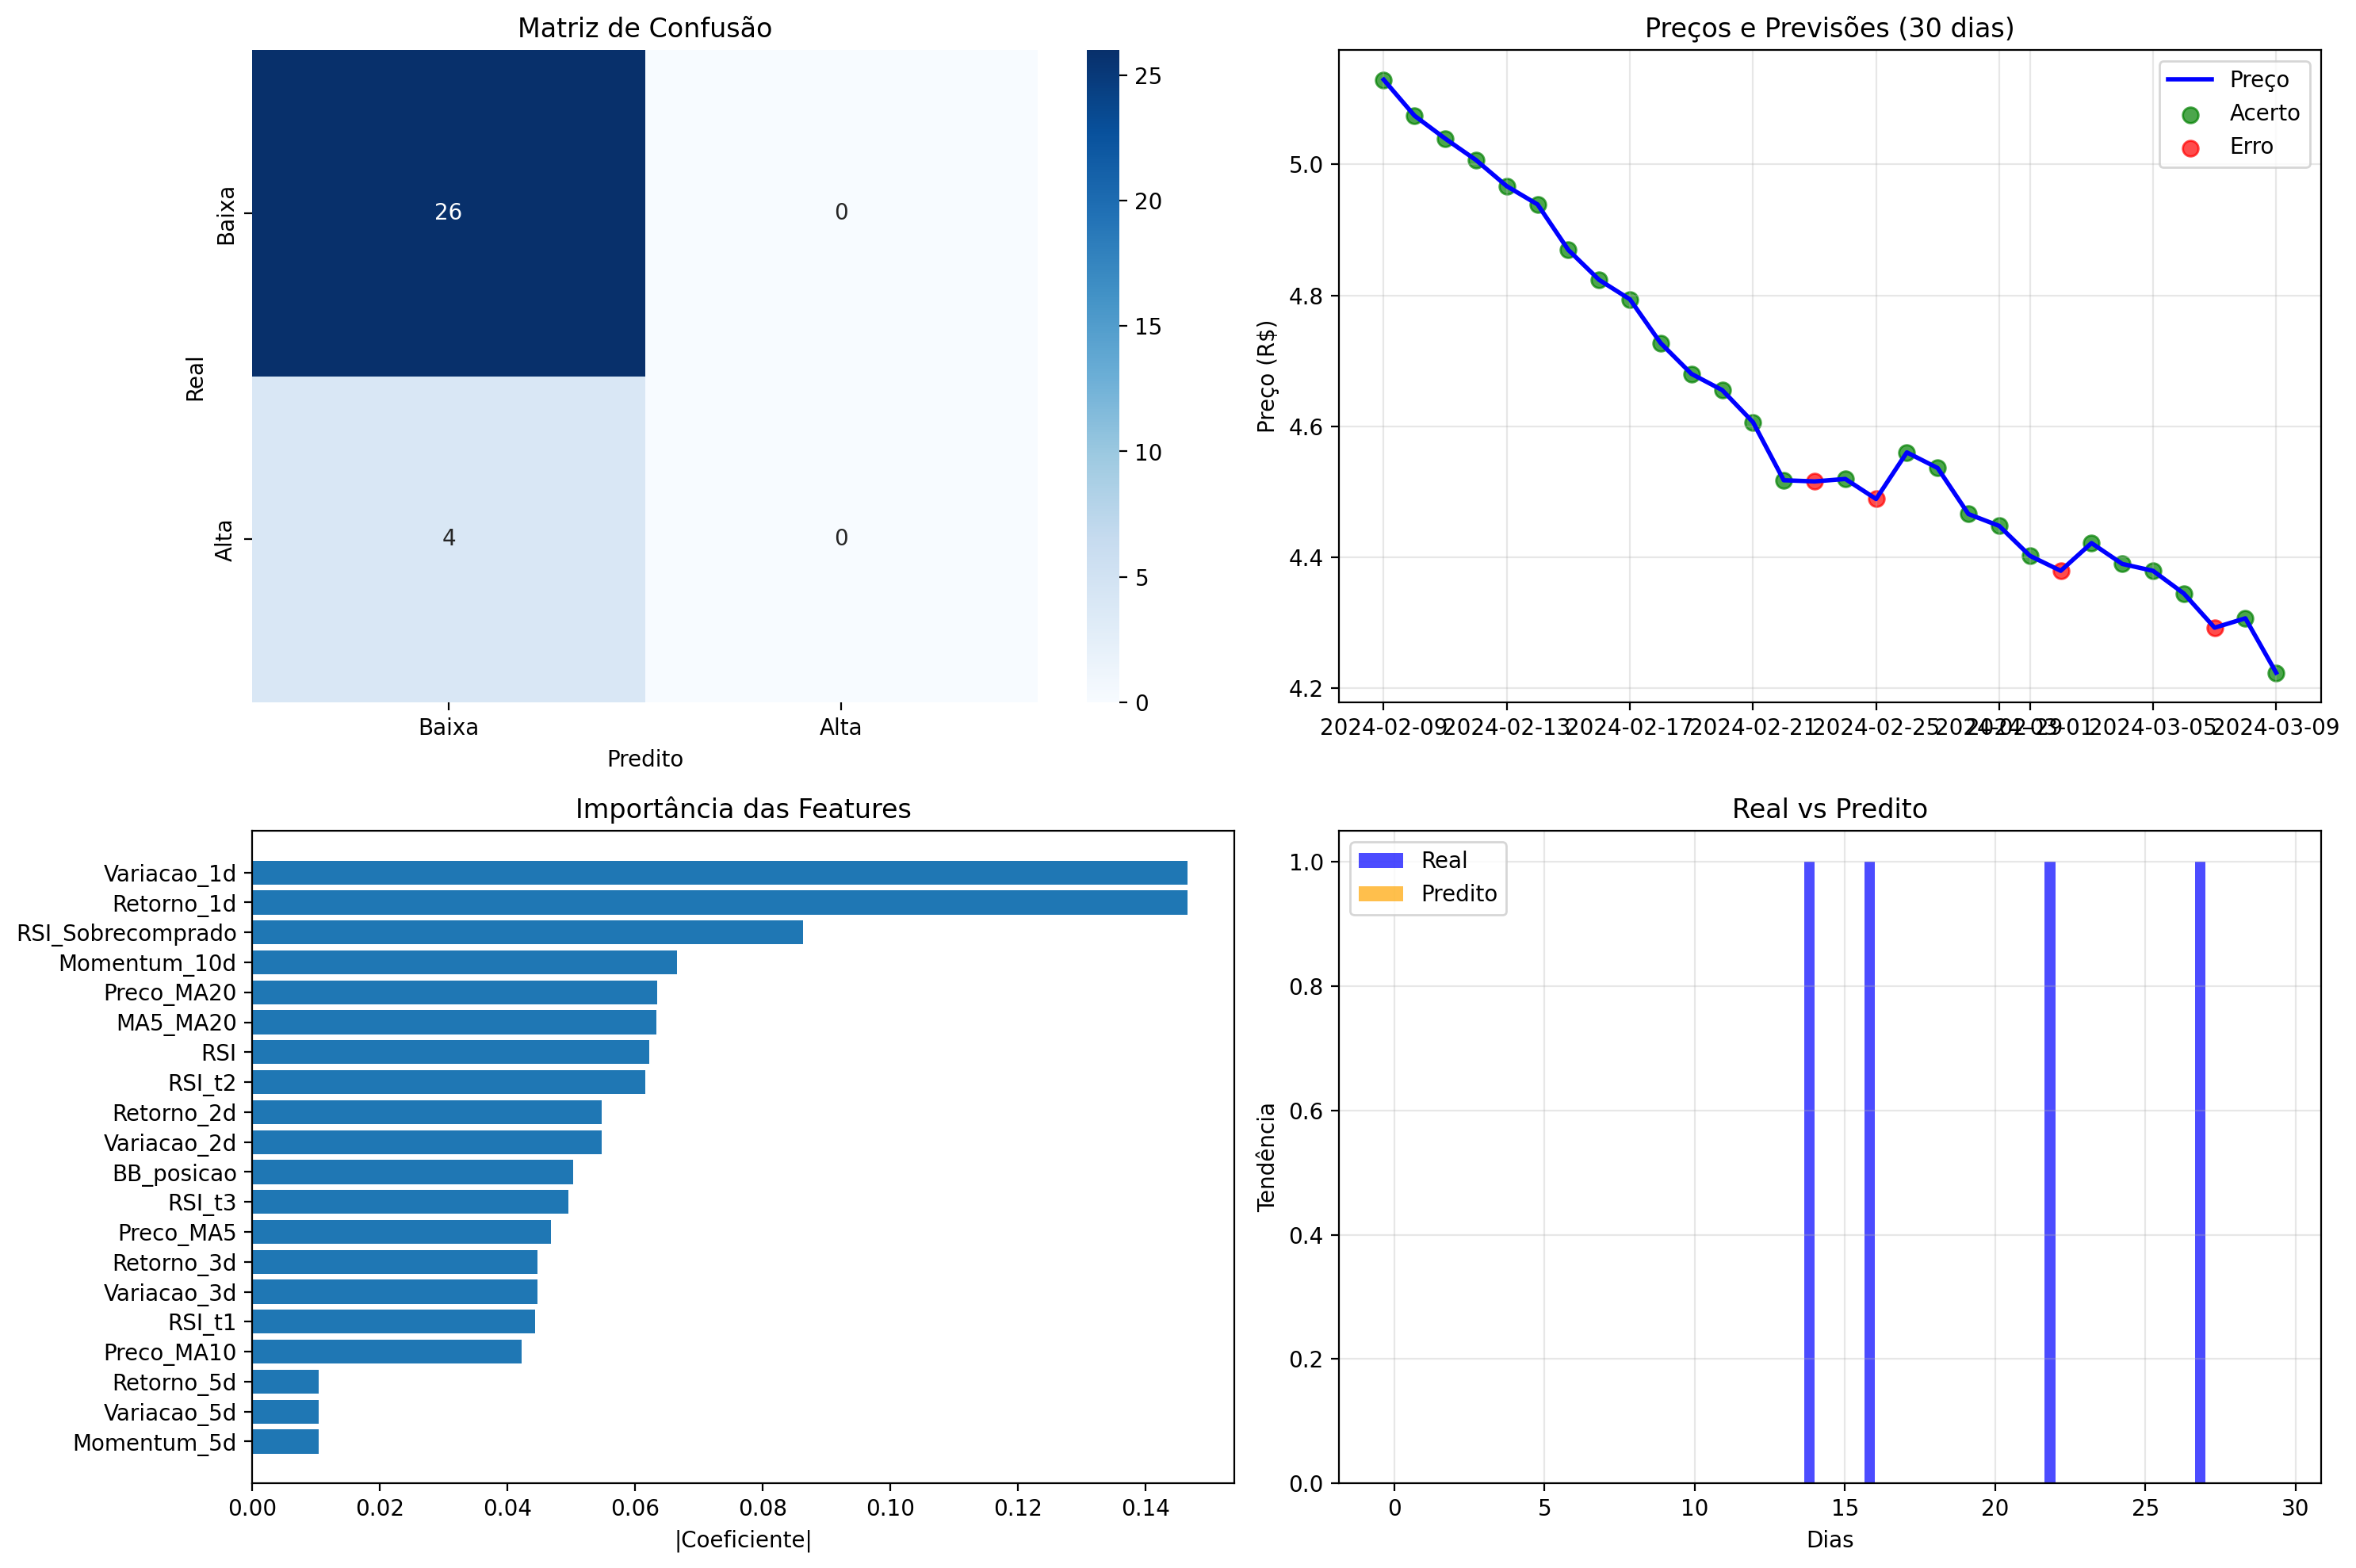 Matriz de Confusão
Baixa
Alta
Real
26
0
4
0
Baixa
Alta
Predito
25
20
15
10
5
0
Preços e Previsões (30 dias)
Preço (R$)
5.0
4.8
4.6
4.4
4.2
Preço
Acerto
Erro
2024-02-09
2024-02-13
2024-02-17
2024-02-21
2024-02-25
2024-02-29
2024-03-01
2024-03-05
2024-03-09
Importância das Features
Variacao_1d
Retorno_1d
RSI_Sobrecomprado
Momentum_10d
Preco_MA20
MA5_MA20
RSI
RSI_t2
Retorno_2d
Variacao_2d
BB_posicao
RSI_t3
Preco_MA5
Retorno_3d
Variacao_3d
RSI_t1
Preco_MA10
Retorno_5d
Variacao_5d
Momentum_5d
0.00
0.02
0.04
0.06
0.08
0.10
0.12
0.14
|Coeficiente|
Real vs Predito
Tendência
1.0
0.8
0.6
0.4
0.2
0.0
Real
Predito
0
5
10
15
20
25
30
Dias